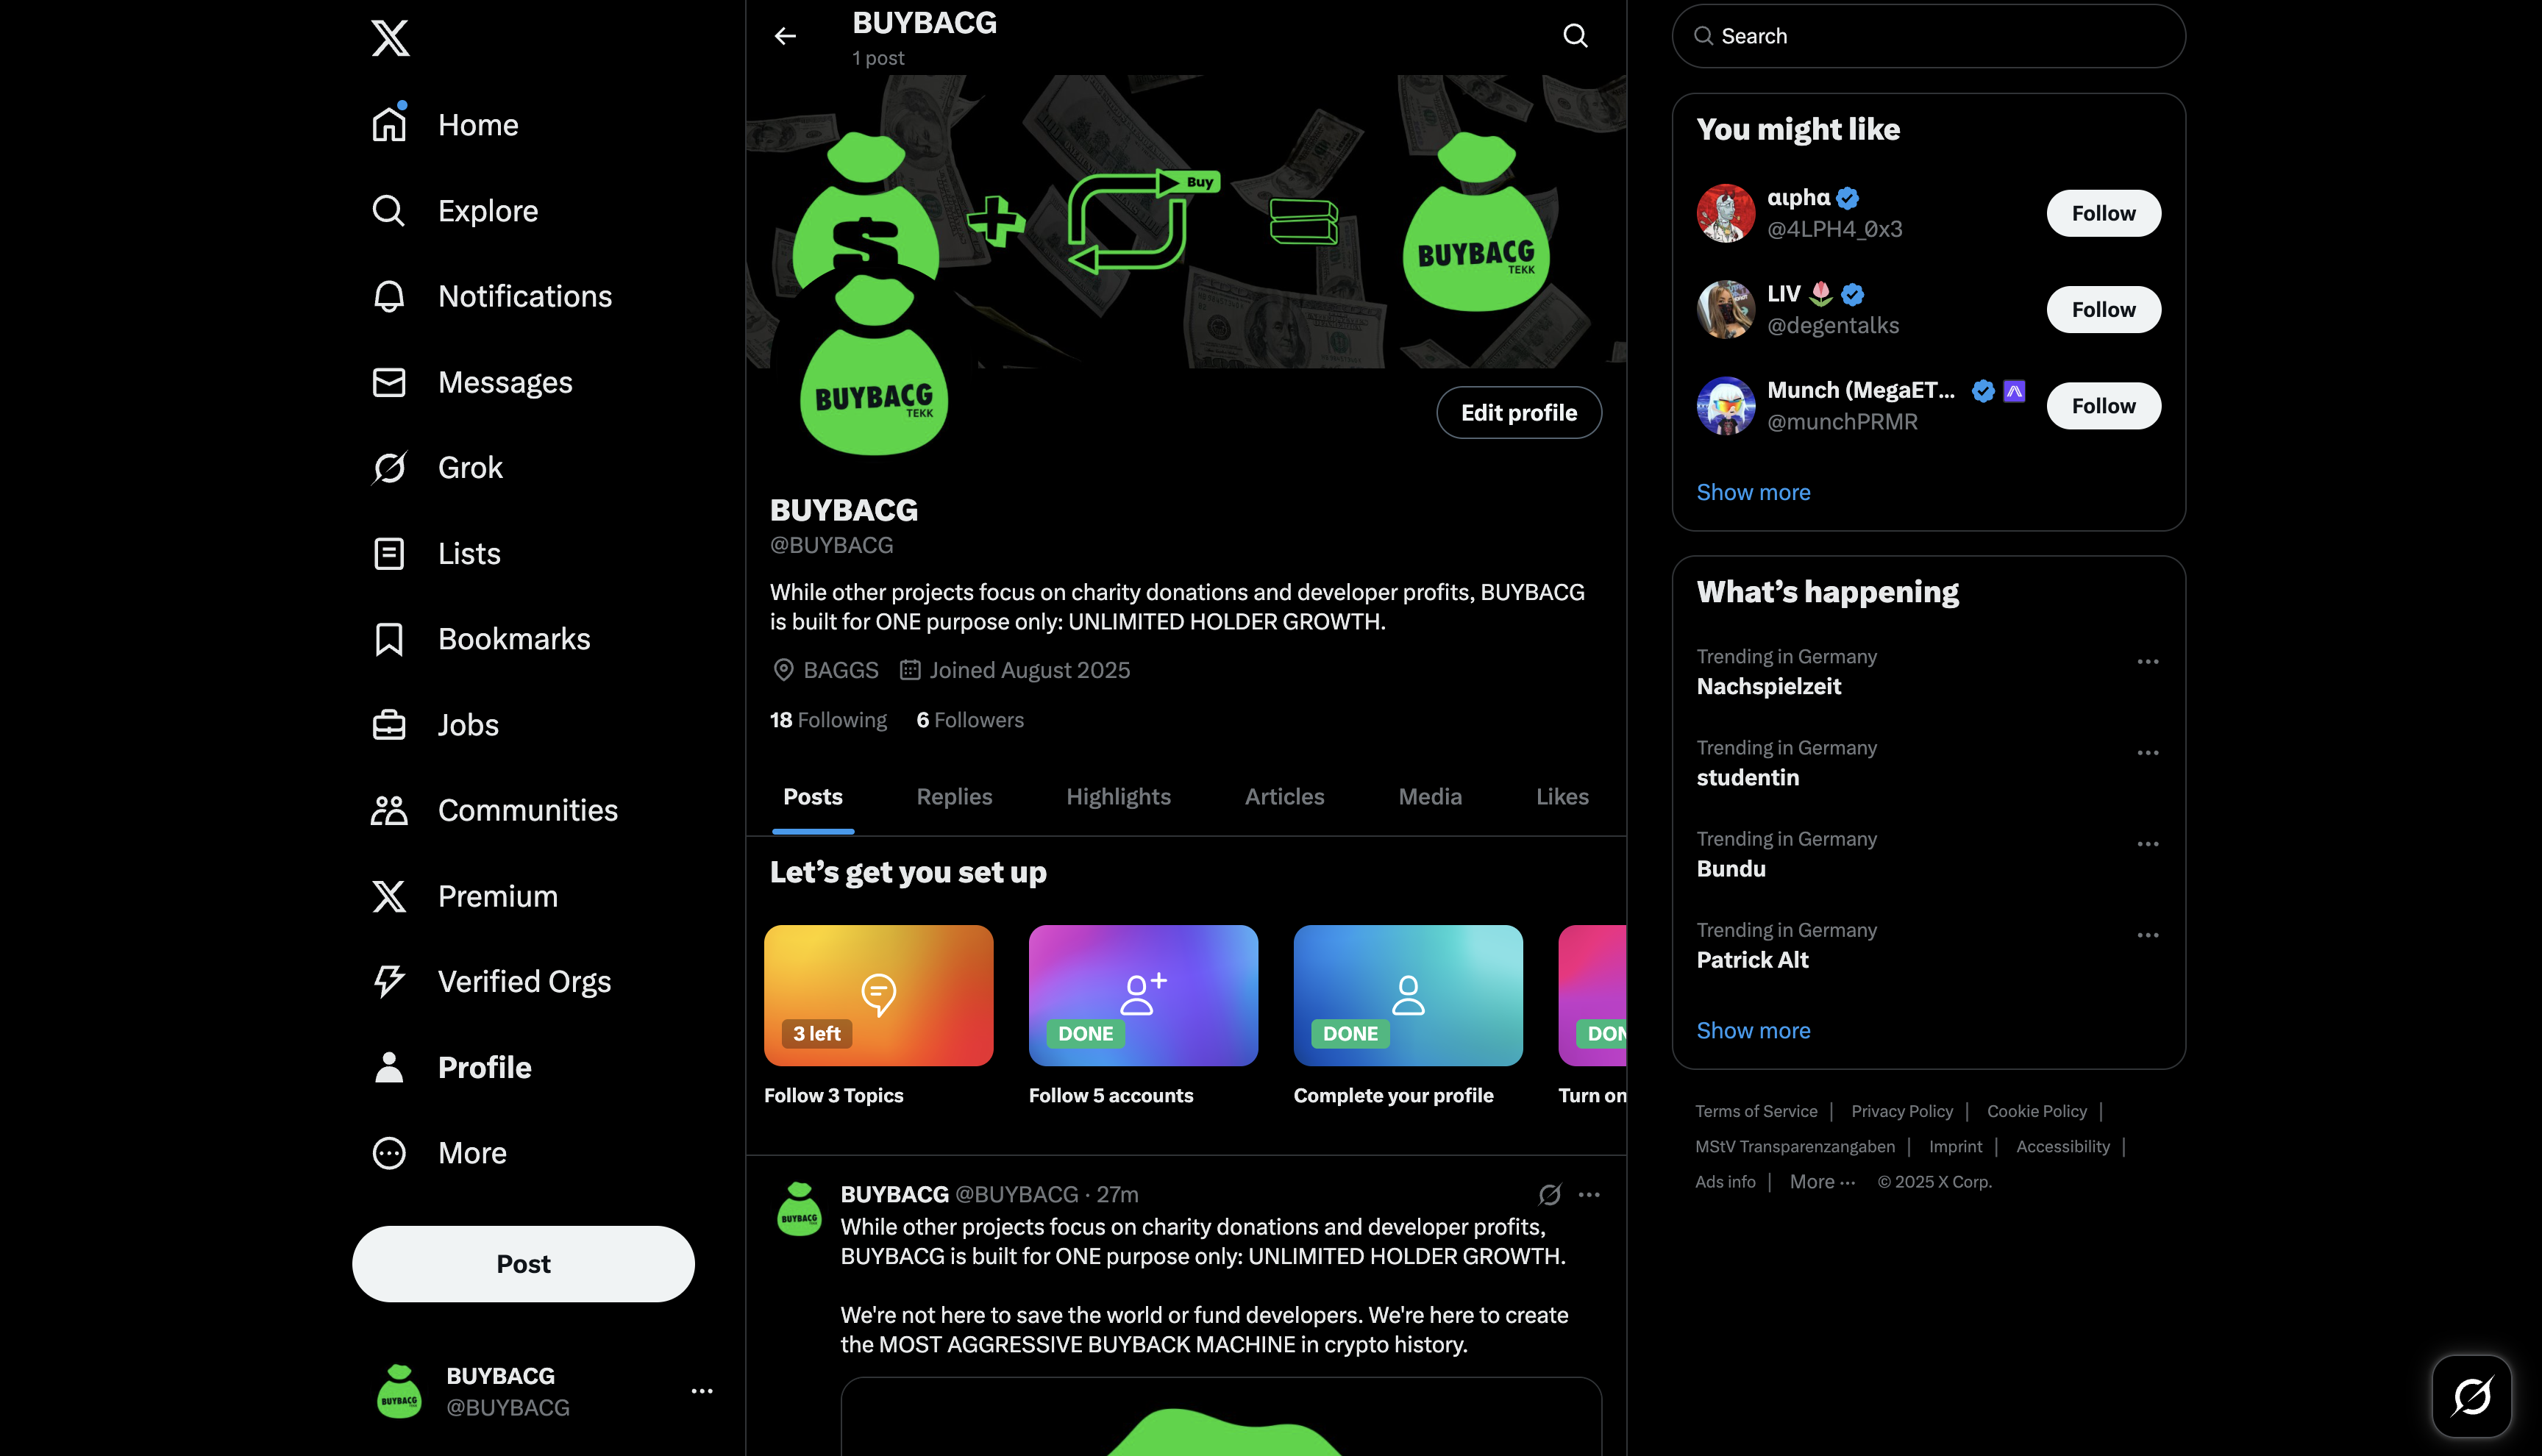 Home
Explore
Notifications
Messages
Grok
Lists
Bookmarks
Jobs
Communities
Premium
Verified Orgs
Profile
More
Post
BUYBACG
@BUYBACG
BUYBACG
BUYBACG
1 post
$
Buy
BUYBACG
TEKK
BUYBACG
TEKK
Edit profile
BUYBACG
@BUYBACG
While other projects focus on charity donations and developer profits, BUYBACG
is built for ONE purpose only: UNLIMITED HOLDER GROWTH.
BAGGS Joined August 2025
18 Following 6 Followers
Posts Replies Highlights Articles Media Likes
Let’s get you set up
3 left
DONE
DONE
DON
Follow 3 Topics
Follow 5 accounts
Complete your profile
Turn on
BUYBACG
BUYBACG @BUYBACG · 27m
While other projects focus on charity donations and developer profits,
BUYBACG is built for ONE purpose only: UNLIMITED HOLDER GROWTH.
We're not here to save the world or fund developers. We're here to create
the MOST AGGRESSIVE BUYBACK MACHINE in crypto history.
Search
You might like
αιphα
@4LPH4_0x3
Follow
LIV
@degentalks
Follow
Munch (MegaET...
@munchPRMR
Follow
Show more
What’s happening
Trending in Germany
Nachspielzeit
Trending in Germany
studentin
Trending in Germany
Bundu
Trending in Germany
Patrick Alt
Show more
Terms of Service | Privacy Policy | Cookie Policy |
MStV Transparenzangaben | Imprint | Accessibility |
Ads info | More ··· © 2025 X Corp.